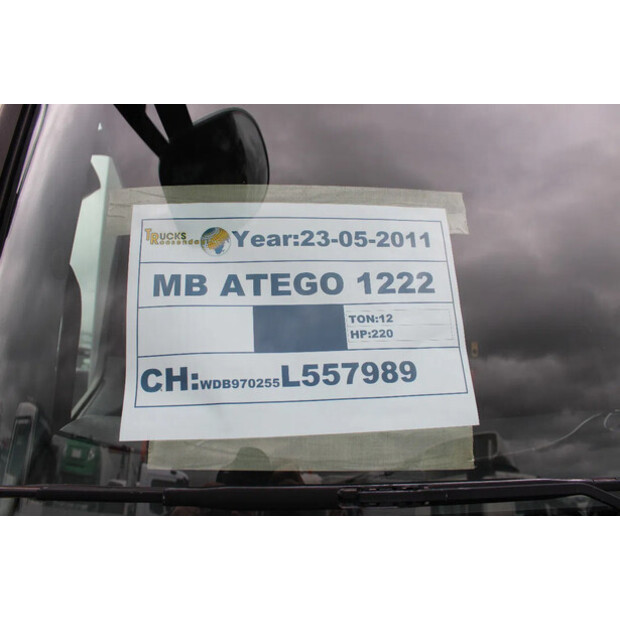 TRUCKS Year:23-05-2011
MB ATEGO 1222
TON:12
HP:220
CH:WDB970255L557989